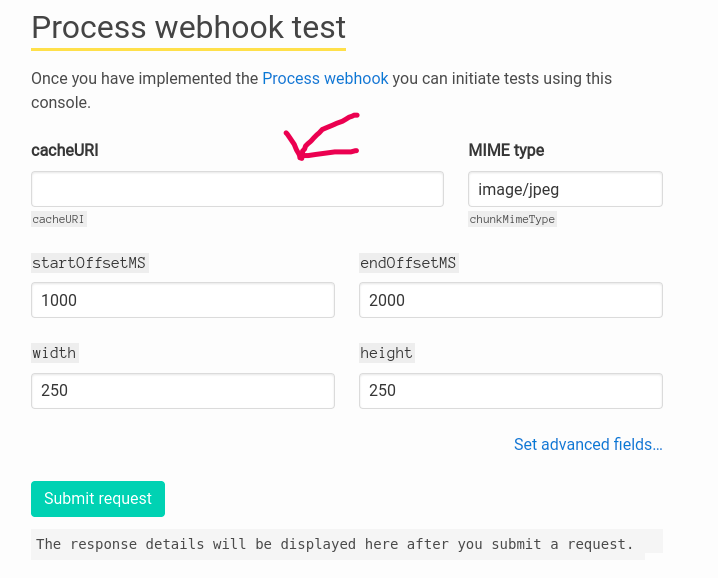 Process webhook test
Once you have implemented the Process webhook you can initiate tests using this
console.
cacheURI
MIME type
image/jpeg
cacheURI
chunkMimeType
startOffsetMS
endOffsetMS
1000
2000
width
height
250
250
Set advanced fields...
Submit request
The response details will be displayed here after you submit a request.